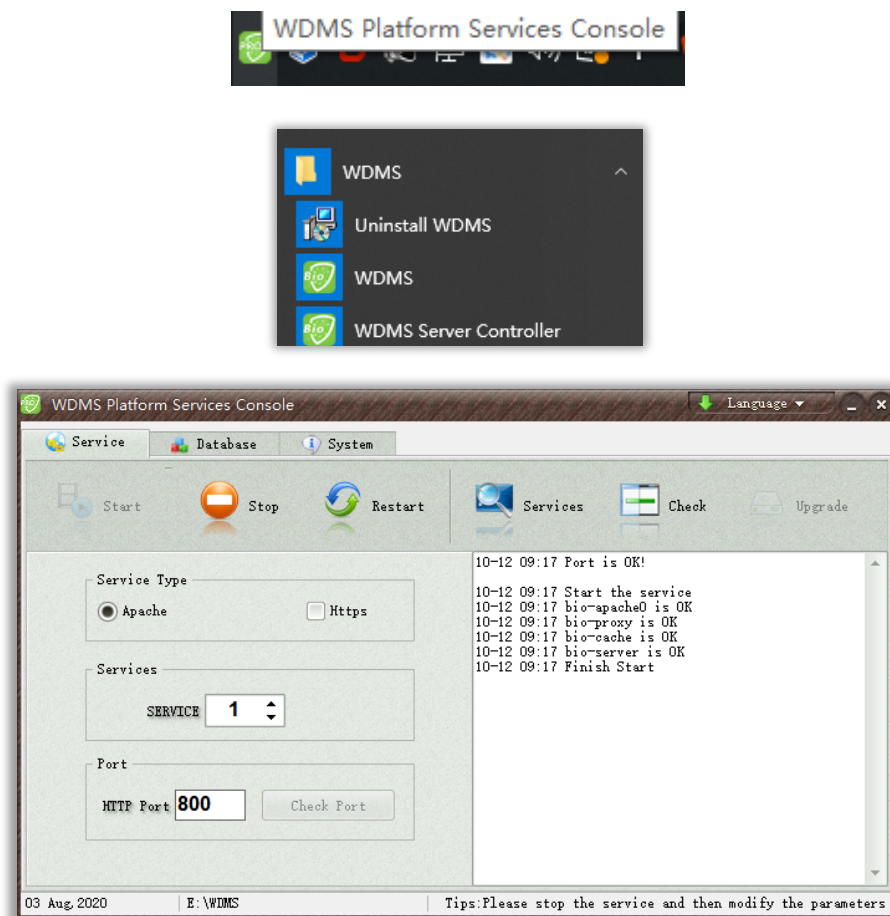 WDMS Platform Services Console
WDMS
Uninstall WDMS
WDMS
WDMS Server Controller
WDMS Platform Services Console
Language
Service Database System
Start Stop Restart Services Check Upgrade
Service Type
Apache Https
Services
SERVICE 1
Port
HTTP Port 800 Check Port
10-12 09:17 Port is OK!
10-12 09:17 Start the service
10-12 09:17 bio-apache0 is OK
10-12 09:17 bio-proxy is OK
10-12 09:17 bio-cache is OK
10-12 09:17 bio-server is OK
10-12 09:17 Finish Start
03 Aug, 2020 E:\WDMS Tips:Please stop the service and then modify the parameters